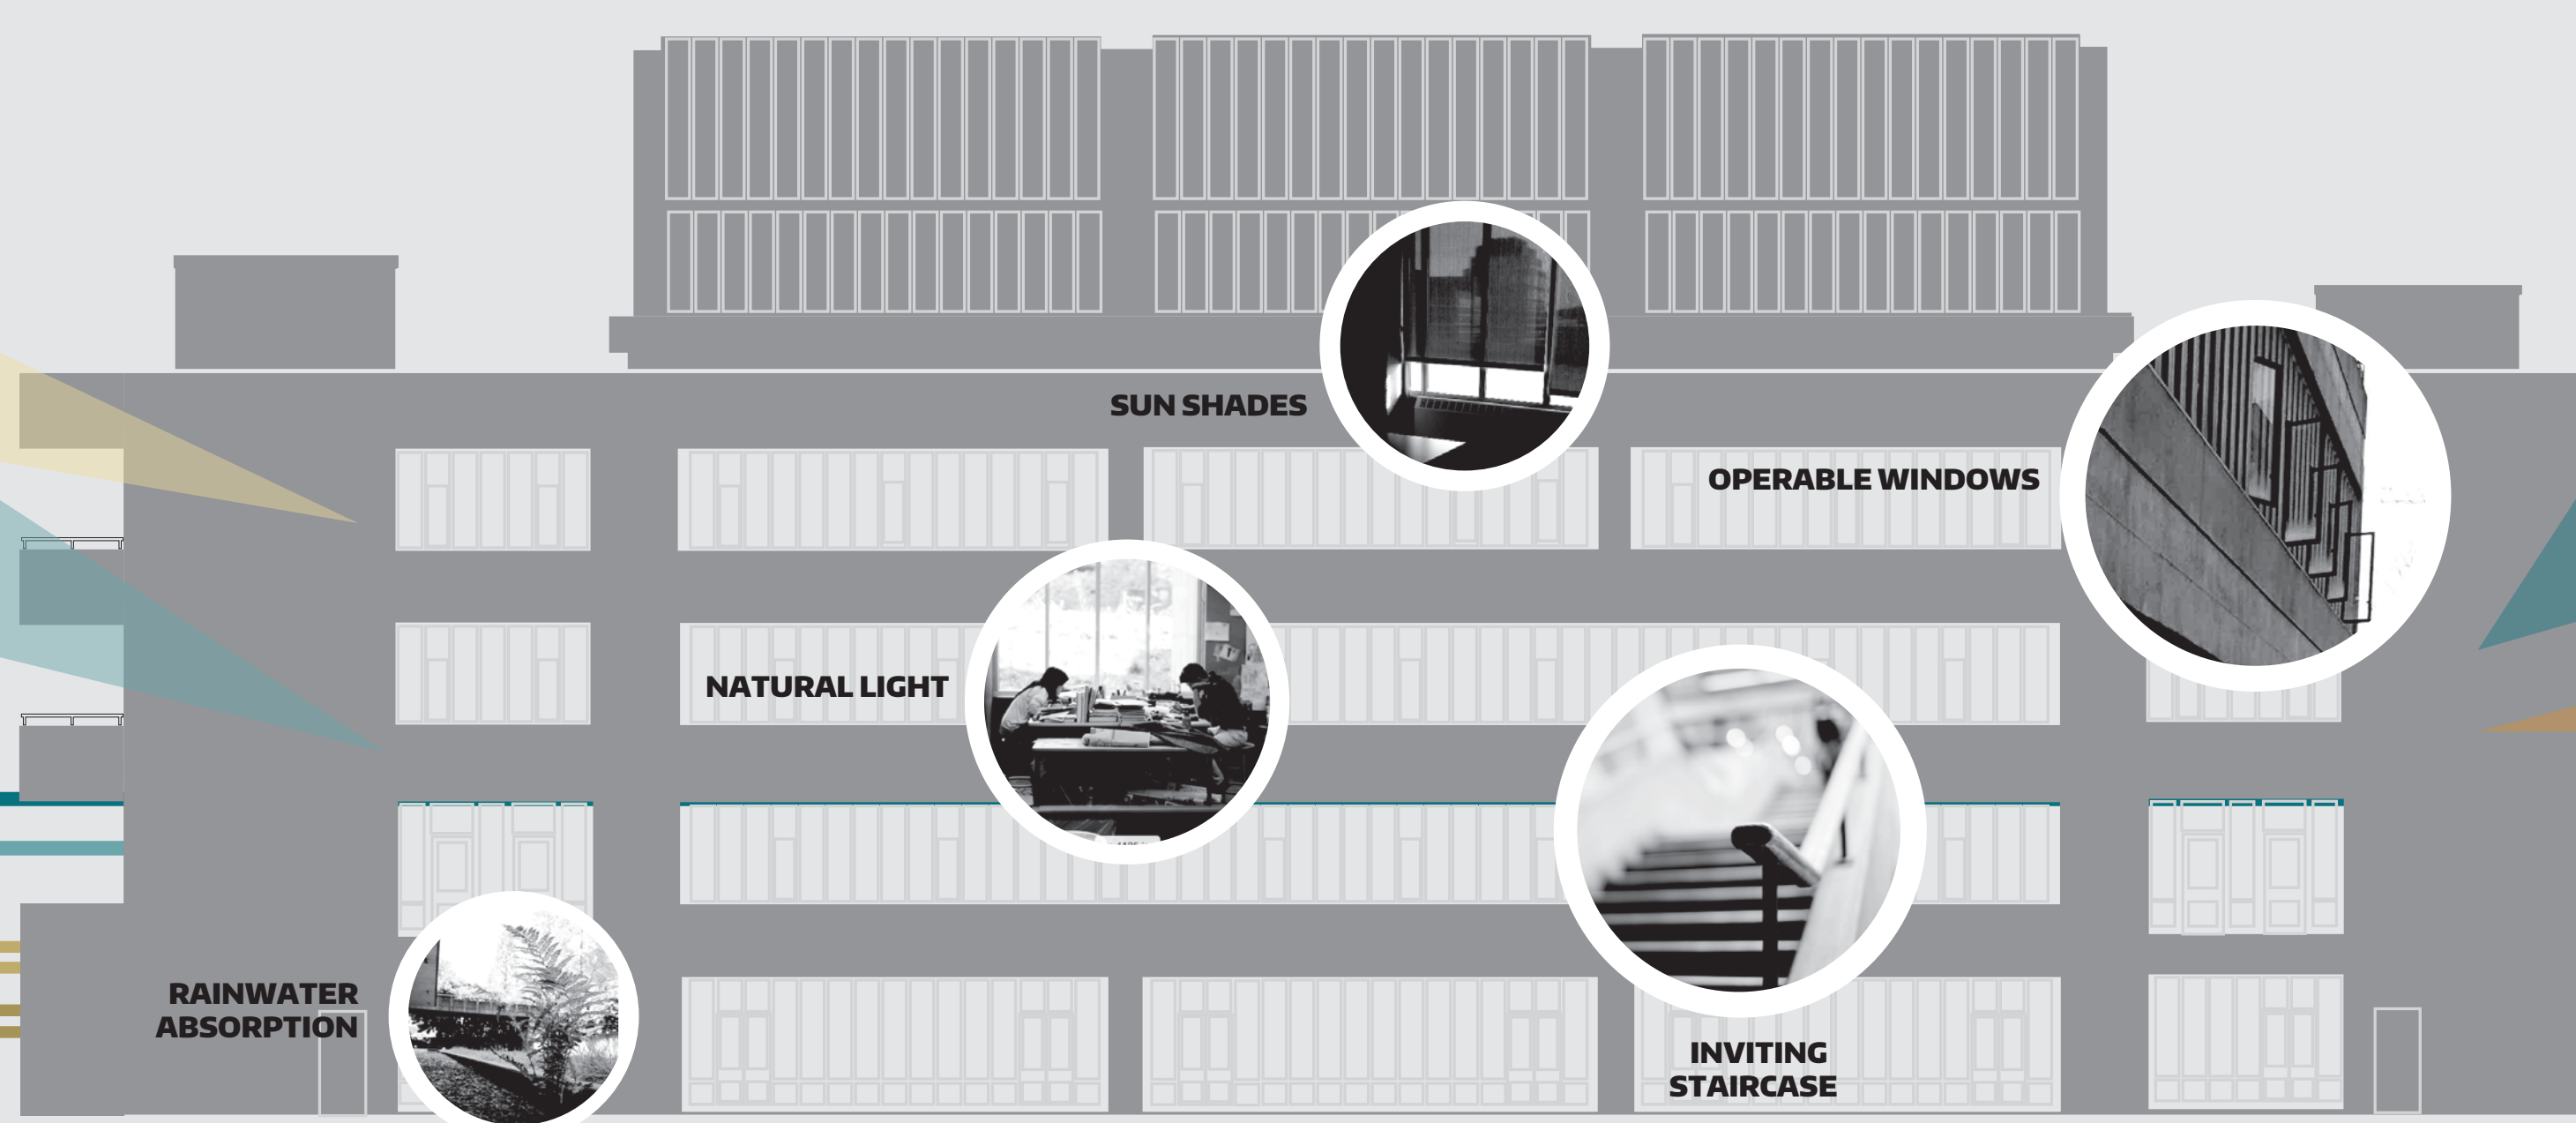 SUN SHADES
OPERABLE WINDOWS
NATURAL LIGHT
RAINWATER
ABSORPTION
INVITING
STAIRCASE